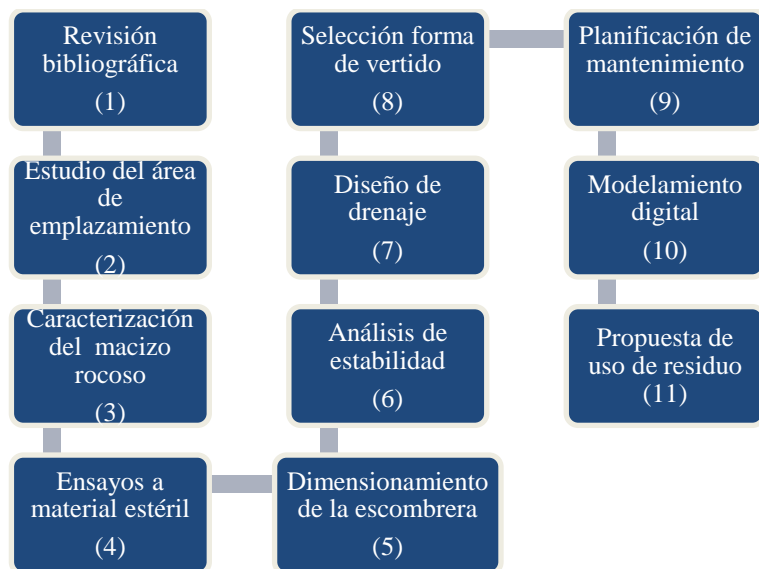 Revisión
bibliográfica
(1)
Estudio del área
de
emplazamiento
(2)
Caracterización
del macizo
rocoso
(3)
Ensayos a
material estéril
(4)
Dimensionamiento
de la escombrera
(5)
Análisis de
estabilidad
(6)
Diseño de
drenaje
(7)
Selección forma
de vertido
(8)
Planificación de
mantenimiento
(9)
Modelamiento
digital
(10)
Propuesta de
uso de residuo
(11)